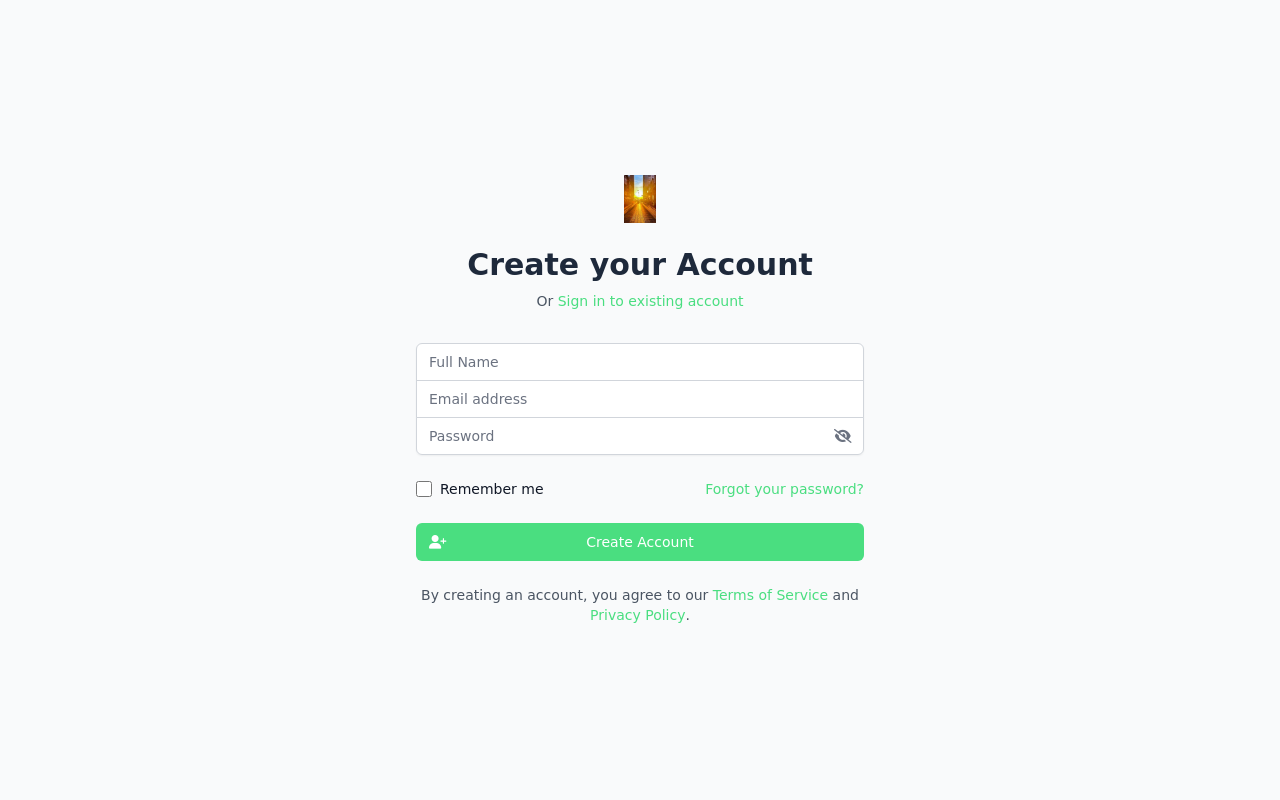 Create your Account
Or Sign in to existing account
Full Name
Email address
Password
Remember me
Forgot your password?
Create Account
By creating an account, you agree to our Terms of Service and
Privacy Policy.